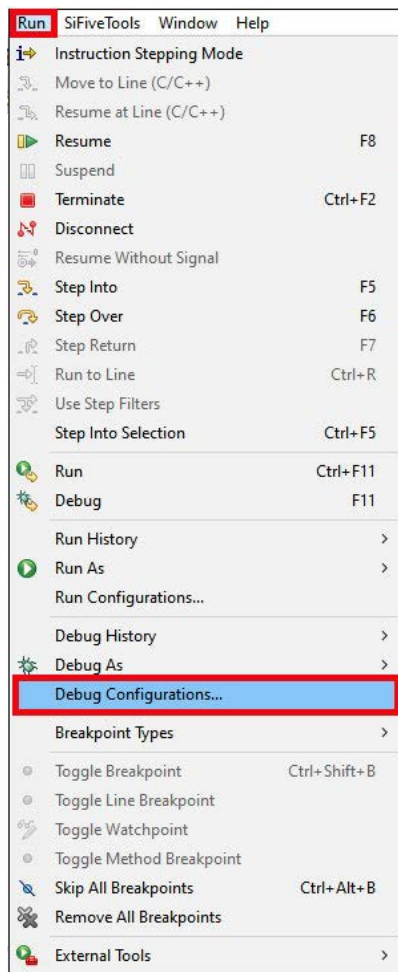 Run SiFiveTools Window Help
i Instruction Stepping Mode
Move to Line (C/C++)
Resume at Line (C/C++)
Resume F8
Suspend
Terminate Ctrl+F2
Disconnect
Resume Without Signal
Step Into F5
Step Over F6
Step Return F7
Run to Line Ctrl+R
Use Step Filters
Step Into Selection Ctrl+F5
Run Ctrl+F11
Debug F11
Run History >
Run As >
Run Configurations...
Debug History >
Debug As >
Debug Configurations...
Breakpoint Types >
Toggle Breakpoint Ctrl+Shift+B
Toggle Line Breakpoint
Toggle Watchpoint
Toggle Method Breakpoint
Skip All Breakpoints Ctrl+Alt+B
Remove All Breakpoints
External Tools >